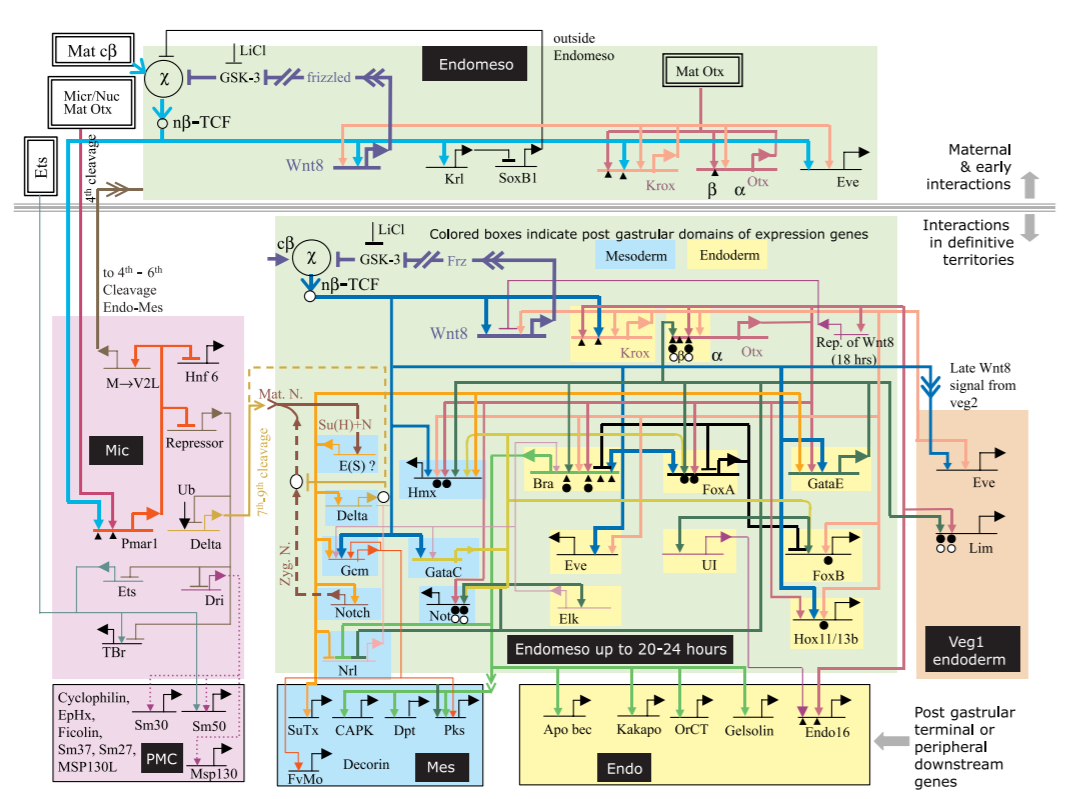 Mat cβ
χ
LiCl
GSK-3
frizzled
Endomeso
outside
Endomeso
Mat Otx
Micr/Nuc
Mat Otx
nβ-TCF
Ets
4th cleavage
Wnt8
Krl
SoxB1
Krox
β
α
Otx
Eve
Maternal
& early
interactions
Interactions
in definitive
territories
Colored boxes indicate post gastrular domains of expression genes
cβ
χ
LiCl
GSK-3
Frz
Mesoderm
Endoderm
nβ-TCF
to 4th - 6th
Cleavage
Endo-Mes
Wnt8
Krox
β
α
Otx
Rep. of Wnt8
(18 hrs)
M→V2L
Hnf 6
Late Wnt8
signal from
veg2
Mat. N.
Su(H)+N
Repressor
Mic
E(S) ?
7th-9th cleavage
Ub
Hmx
Bra
FoxA
GataE
Eve
Delta
Pmar1
Delta
Lim
Gcm
GataC
Eve
UI
FoxB
Zyg. N.
Ets
Dri
Notch
Not
Elk
Hox11/13b
TBr
Nrl
Endomeso up to 20-24 hours
Veg1
endoderm
Cyclophilin,
EpHx,
Ficolin,
Sm37, Sm27,
MSP130L
Sm30
Sm50
PMC
Msp130
SuTx
CAPK
Dpt
Pks
FvMo
Decorin
Mes
Apo bec
Kakapo
OrCT
Gelsolin
Endo16
Endo
Post gastrular
terminal or
peripheral
downstream
genes